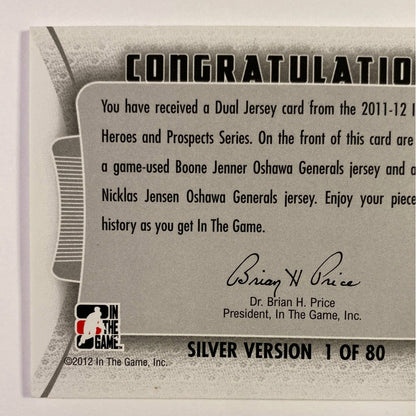 CONGRATULATIO
You have received a Dual Jersey card from the 2011-12 I
Heroes and Prospects Series. On the front of this card are
a game-used Boone Jenner Oshawa Generals jersey and a
Nicklas Jensen Oshawa Generals jersey. Enjoy your piece
history as you get In The Game.
Brian H Price
Dr. Brian H. Price
President, In The Game, Inc.
IN
THE
GAME
©2012 In The Game, Inc.
SILVER VERSION 1 OF 80